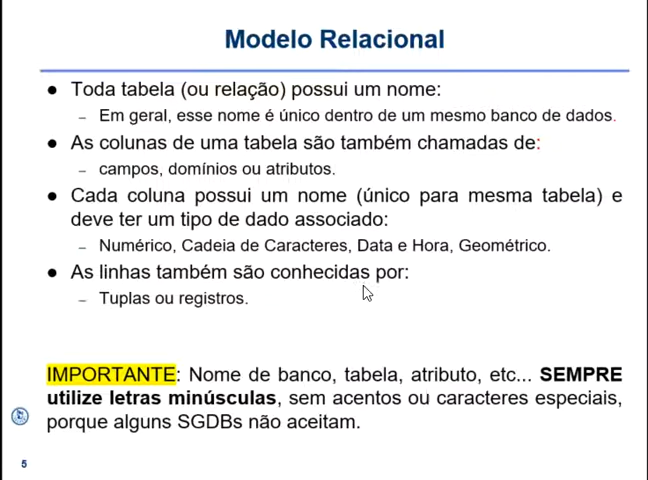 Modelo Relacional
● Toda tabela (ou relação) possui um nome:
– Em geral, esse nome é único dentro de um mesmo banco de dados.
● As colunas de uma tabela são também chamadas de:
– campos, domínios ou atributos.
● Cada coluna possui um nome (único para mesma tabela) e
deve ter um tipo de dado associado:
– Numérico, Cadeia de Caracteres, Data e Hora, Geométrico.
● As linhas também são conhecidas por:
– Tuplas ou registros.
IMPORTANTE: Nome de banco, tabela, atributo, etc... SEMPRE
utilize letras minúsculas, sem acentos ou caracteres especiais,
porque alguns SGDBs não aceitam.
5